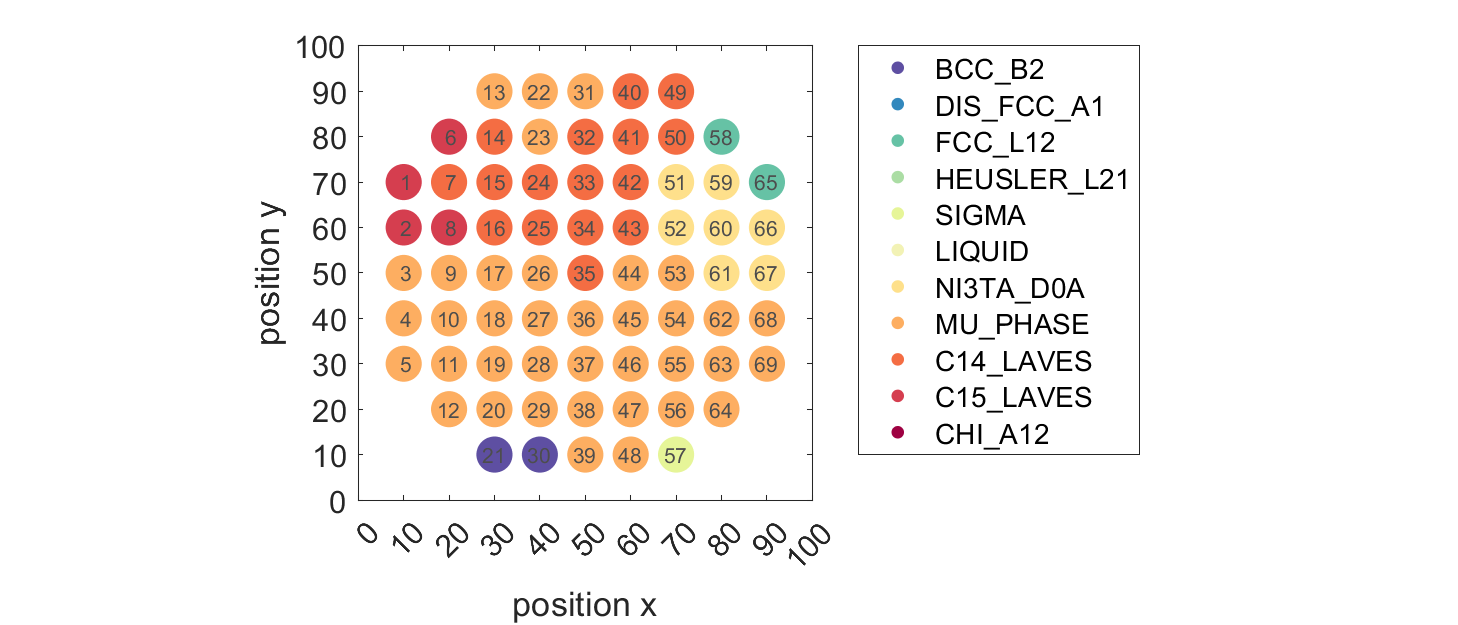 100
90
80
70
60
50
40
30
20
10
0
position y
13 22 31 40 49
6 14 23 32 41 50 58
1 7 15 24 33 42 51 59 65
2 8 16 25 34 43 52 60 66
3 9 17 26 35 44 53 61 67
4 10 18 27 36 45 54 62 68
5 11 19 28 37 46 55 63 69
12 20 29 38 47 56 64
21 30 39 48 57
0 10 20 30 40 50 60 70 80 90 100
position x
BCC_B2
DIS_FCC_A1
FCC_L12
HEUSLER_L21
SIGMA
LIQUID
NI3TA_D0A
MU_PHASE
C14_LAVES
C15_LAVES
CHI_A12